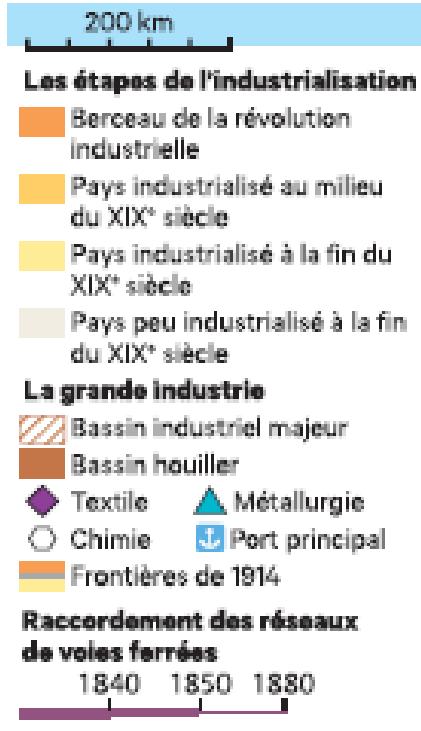 200 km
Les étapes de l'industrialisation
Berceau de la révolution
industrielle
Pays industrialisé au milieu
du XIXᵉ siècle
Pays industrialisé à la fin du
XIXᵉ siècle
Pays peu industrialisé à la fin
du XIXᵉ siècle
La grande industrie
Bassin industriel majeur
Bassin houiller
Textile Métallurgie
Chimie Port principal
Frontières de 1914
Raccordement des réseaux
de voies ferrées
1840 1850 1880